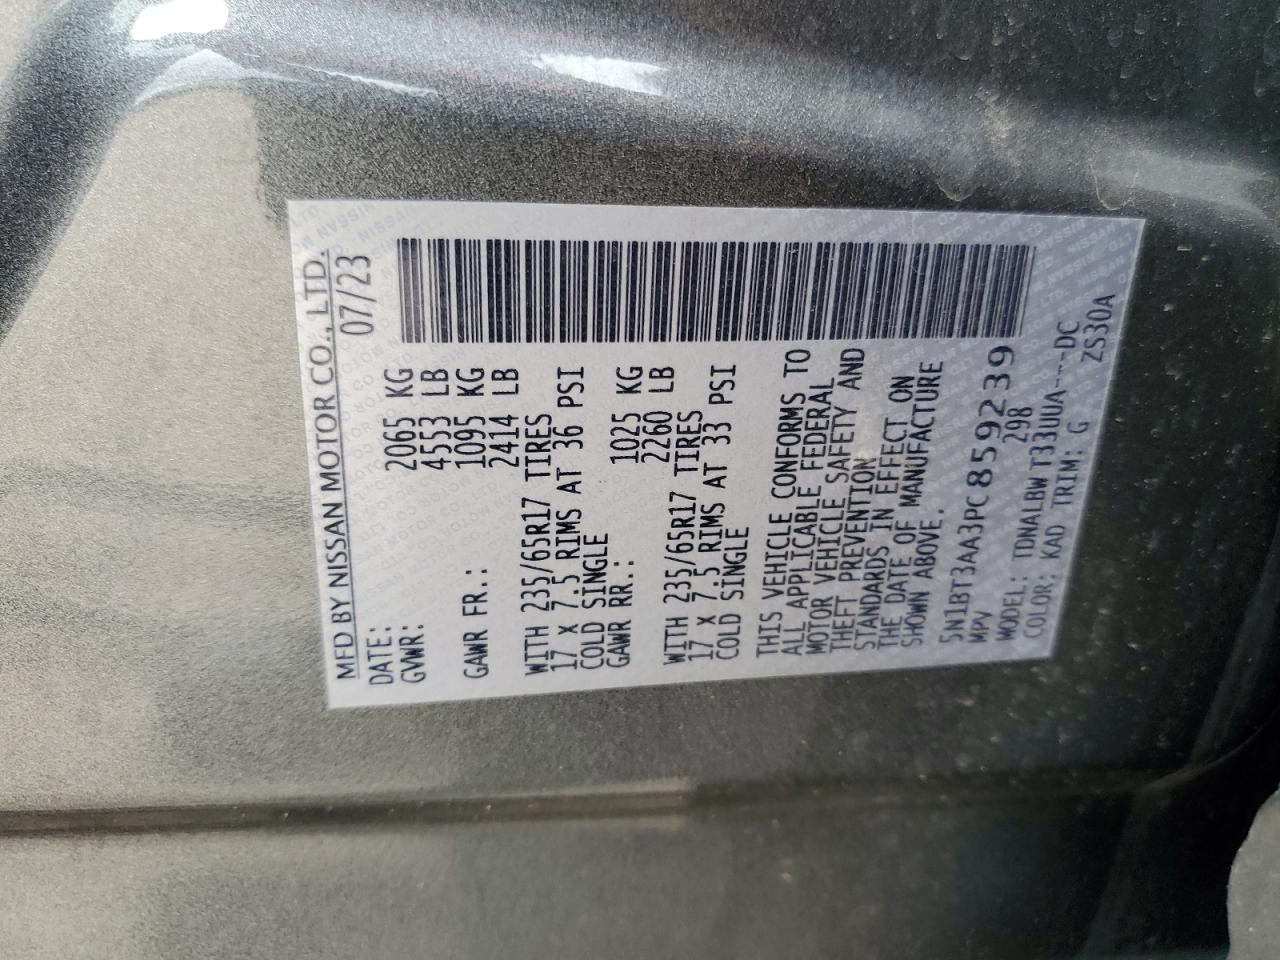 MFD BY NISSAN MOTOR CO., LTD.
DATE: 07/23
GVWR: 2065 KG
4553 LB
GAWR FR.: 1095 KG
2414 LB
WITH 235/65R17 TIRES
17 X 7.5 RIMS AT 36 PSI
COLD SINGLE
GAWR RR.: 1025 KG
2260 LB
WITH 235/65R17 TIRES
17 X 7.5 RIMS AT 33 PSI
COLD SINGLE
THIS VEHICLE CONFORMS TO
ALL APPLICABLE FEDERAL
MOTOR VEHICLE SAFETY AND
THEFT PREVENTION
STANDARDS IN EFFECT ON
THE DATE OF MANUFACTURE
SHOWN ABOVE.
5N1BT3AA3PC859239
MPV 298
MODEL: TDNALBWT33UUA---DC
COLOR: KAD TRIM: G ZS30A